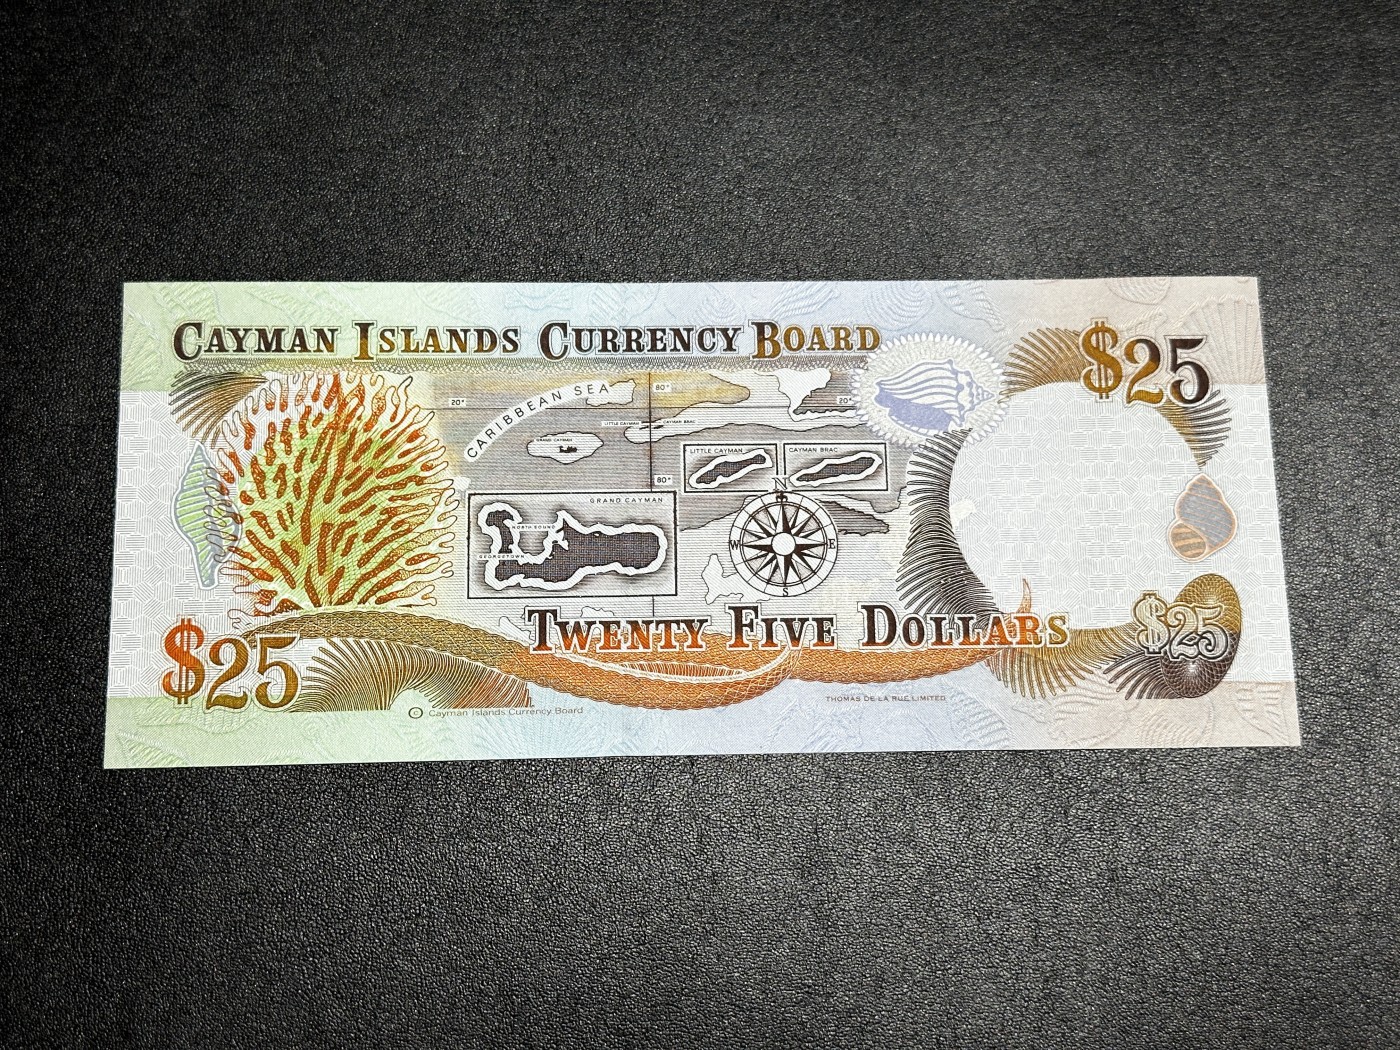 CAYMAN ISLANDS CURRENCY BOARD
$25
CARIBBEAN SEA
80°
20°
20°
LITTLE CAYMAN
CAYMAN BRAC
GRAND CAYMAN
LITTLE CAYMAN
CAYMAN BRAC
80°
N
GRAND CAYMAN
NORTH SOUND
GEORGETOWN
W
E
S
TWENTY FIVE DOLLARS
$25
$25
© Cayman Islands Currency Board
THOMAS DE LA RUE LIMITED